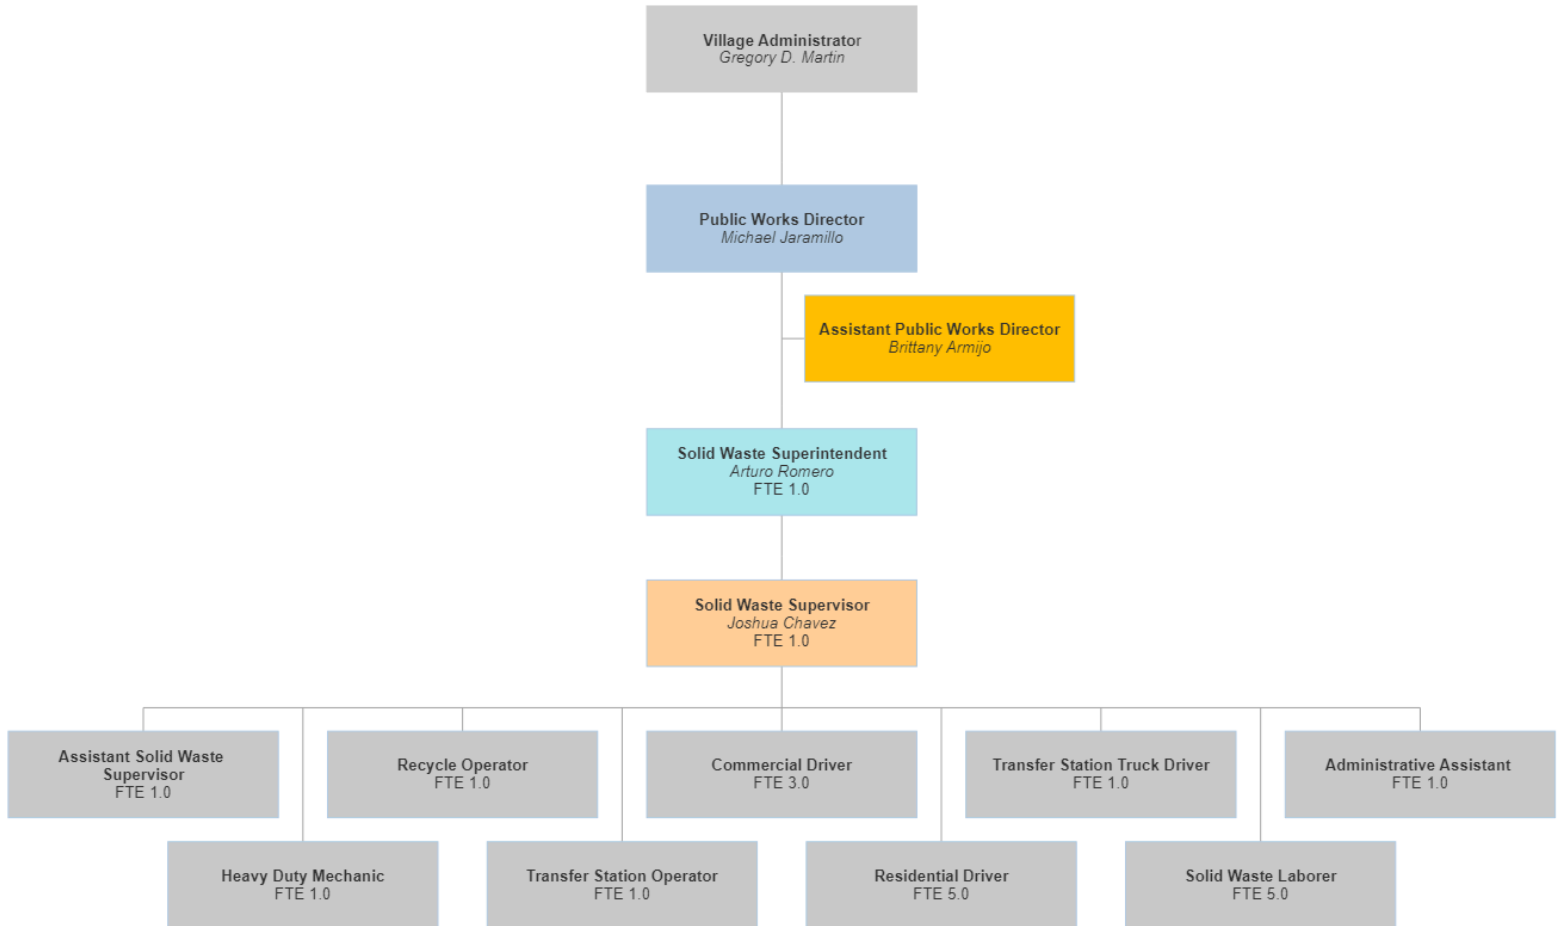 Village Administrator
Gregory D. Martin
Public Works Director
Michael Jaramillo
Assistant Public Works Director
Brittany Armijo
Solid Waste Superintendent
Arturo Romero
FTE 1.0
Solid Waste Supervisor
Joshua Chavez
FTE 1.0
Assistant Solid Waste
Supervisor
FTE 1.0
Recycle Operator
FTE 1.0
Commercial Driver
FTE 3.0
Transfer Station Truck Driver
FTE 1.0
Administrative Assistant
FTE 1.0
Heavy Duty Mechanic
FTE 1.0
Transfer Station Operator
FTE 1.0
Residential Driver
FTE 5.0
Solid Waste Laborer
FTE 5.0